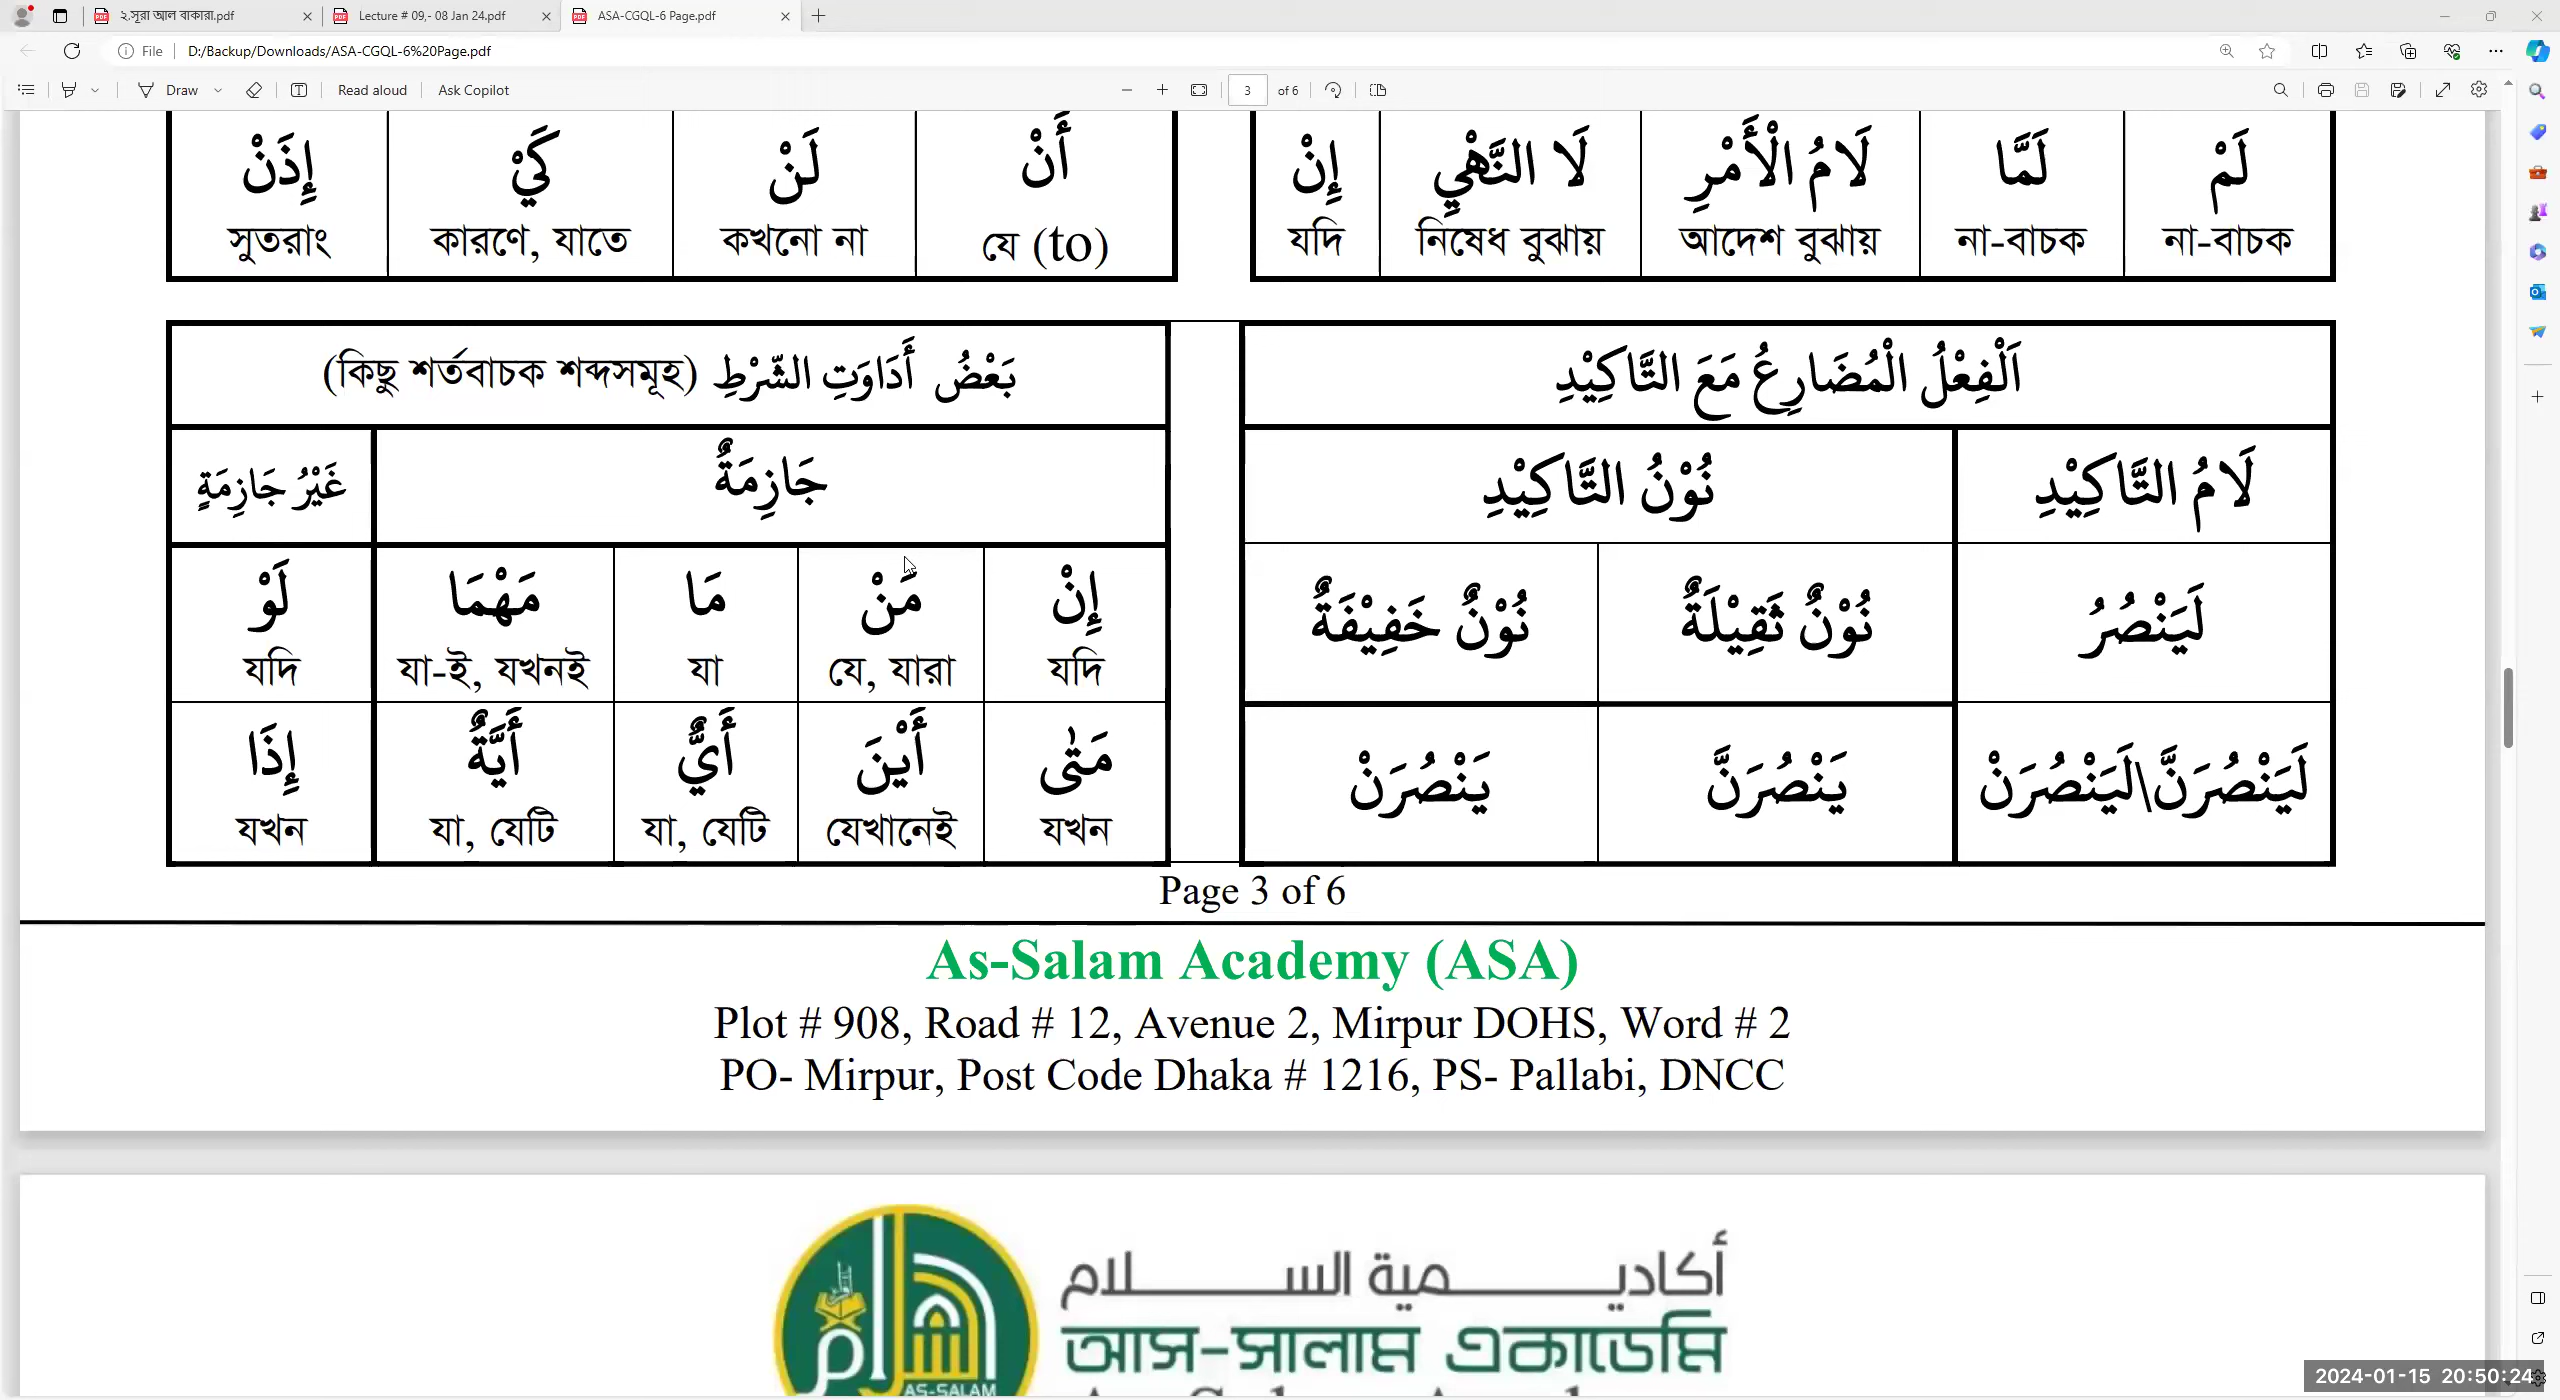 ২.সূরা আল বাকারা.pdf
Lecture # 09,- 08 Jan 24.pdf
ASA-CGQL-6 Page.pdf
File
D:/Backup/Downloads/ASA-CGQL-6%20Page.pdf
Draw
Read aloud
Ask Copilot
3 of 6
إِذَنْ كَيْ لَنْ أَنْ
সুতরাং কারণে, যাতে কখনো না যে (to)
إِنْ لَا النَّهْيِ لَامُ الْأَمْرِ لَمَّا لَمْ
যদি নিষেধ বুঝায় আদেশ বুঝায় না-বাচক না-বাচক
بَعْضُ أَدَاوَتِ الشَّرْطِ (কিছু শর্তবাচক শব্দসমূহ)
غَيْرُ جَازِمَةٍ جَازِمَةٌ
لَوْ مَهْمَا مَا مَنْ إِنْ
যদি যা-ই, যখনই যা যে, যারা যদি
إِذَا أَيَّةٌ أَيٌّ أَيْنَ مَتٰى
যখন যা, যেটি যা, যেটি যেখানেই যখন
اَلْفِعْلُ الْمُضَارِعُ مَعَ التَّاكِيْدِ
نُوْنُ التَّاكِيْدِ لَامُ التَّاكِيْدِ
نُوْنٌ خَفِيْفَةٌ نُوْنٌ ثَقِيْلَةٌ لَيَنْصُرُ
يَنْصُرَنْ يَنْصُرَنَّ لَيَنْصُرَنَّ\لَيَنْصُرَنْ
Page 3 of 6
As-Salam Academy (ASA)
Plot # 908, Road # 12, Avenue 2, Mirpur DOHS, Word # 2
PO- Mirpur, Post Code Dhaka # 1216, PS- Pallabi, DNCC
أكاديمية السلام
আস-সালাম একাডেমি
AS-SALAM
2024-01-15 20:50:24